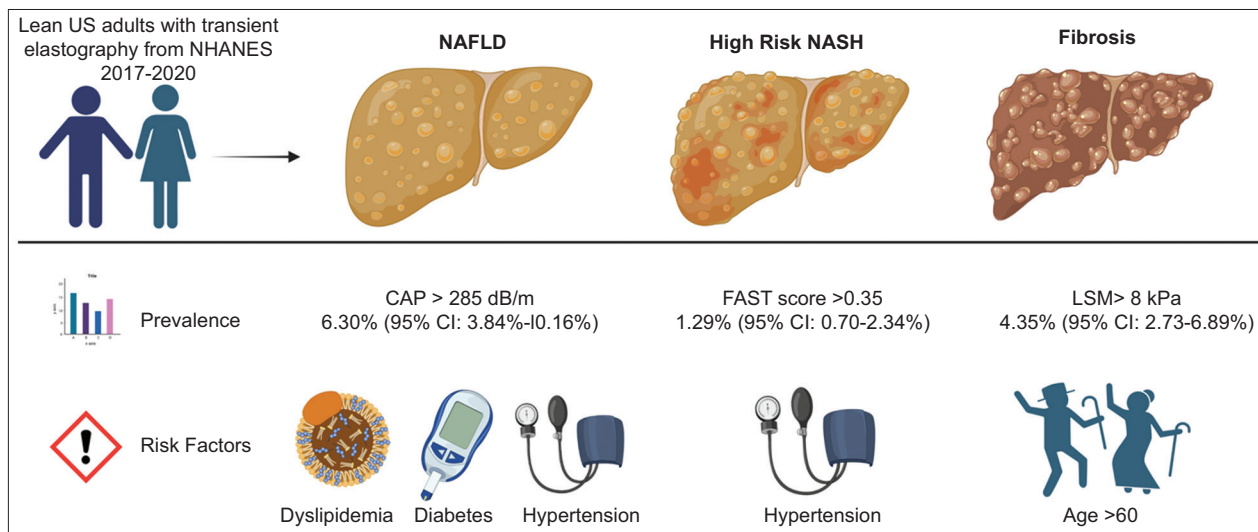 Lean US adults with transient
elastography from NHANES
2017-2020
NAFLD
High Risk NASH
Fibrosis
Title
A B C D
Prevalence
CAP > 285 dB/m
6.30% (95% CI: 3.84%-I0.16%)
FAST score >0.35
1.29% (95% CI: 0.70-2.34%)
LSM> 8 kPa
4.35% (95% CI: 2.73-6.89%)
Risk Factors
Dyslipidemia
Diabetes
Hypertension
Hypertension
Age >60